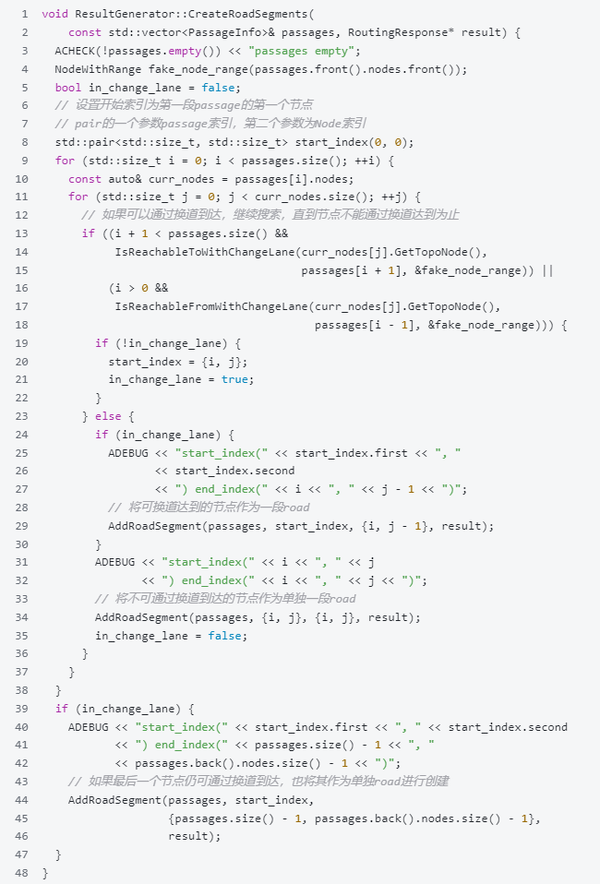 1 void ResultGenerator::CreateRoadSegments(
2     const std::vector<PassageInfo>& passages, RoutingResponse* result) {
3   ACHECK(!passages.empty()) << "passages empty";
4   NodeWithRange fake_node_range(passages.front().nodes.front());
5   bool in_change_lane = false;
6   // 设置开始索引为第一段passage的第一个节点
7   // pair的一个参数passage索引，第二个参数为Node索引
8   std::pair<std::size_t, std::size_t> start_index(0, 0);
9   for (std::size_t i = 0; i < passages.size(); ++i) {
10     const auto& curr_nodes = passages[i].nodes;
11     for (std::size_t j = 0; j < curr_nodes.size(); ++j) {
12       // 如果可以通过换道到达，继续搜索，直到节点不能通过换道达到为止
13       if ((i + 1 < passages.size() &&
14            IsReachableToWithChangeLane(curr_nodes[j].GetTopoNode(),
15                                        passages[i + 1], &fake_node_range)) ||
16           (i > 0 &&
17            IsReachableFromWithChangeLane(curr_nodes[j].GetTopoNode(),
18                                          passages[i - 1], &fake_node_range))) {
19         if (!in_change_lane) {
20           start_index = {i, j};
21           in_change_lane = true;
22         }
23       } else {
24         if (in_change_lane) {
25           ADEBUG << "start_index(" << start_index.first << ", "
26                  << start_index.second
27                  << ") end_index(" << i << ", " << j - 1 << ")";
28           // 将可换道达到的节点作为一段road
29           AddRoadSegment(passages, start_index, {i, j - 1}, result);
30         }
31         ADEBUG << "start_index(" << i << ", " << j
32                << ") end_index(" << i << ", " << j << ")";
33         // 将不可通过换道到达的节点作为单独一段road
34         AddRoadSegment(passages, {i, j}, {i, j}, result);
35         in_change_lane = false;
36       }
37     }
38   }
39   if (in_change_lane) {
40     ADEBUG << "start_index(" << start_index.first << ", " << start_index.second
41            << ") end_index(" << passages.size() - 1 << ", "
42            << passages.back().nodes.size() - 1 << ")";
43     // 如果最后一个节点仍可通过换道到达，也将其作为单独road进行创建
44     AddRoadSegment(passages, start_index,
45                    {passages.size() - 1, passages.back().nodes.size() - 1},
46                    result);
47   }
48 }